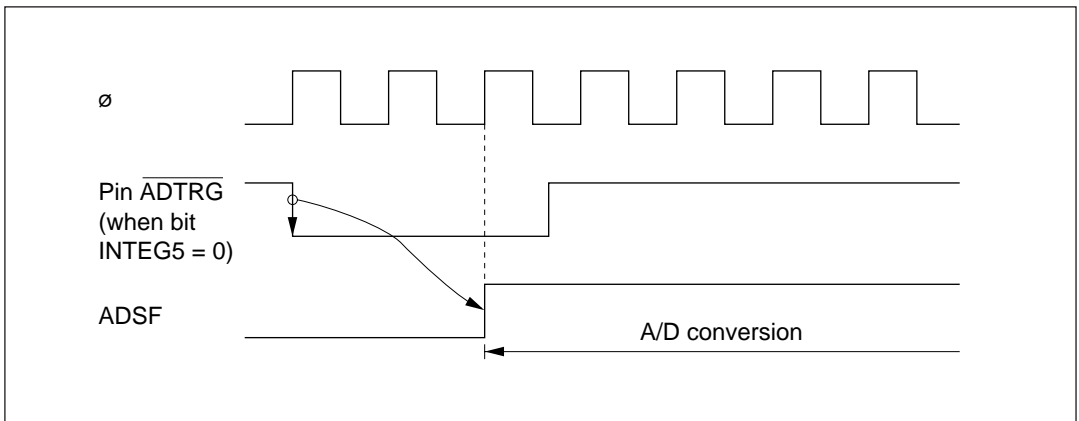 ø
Pin ADTRG
(when bit
INTEG5 = 0)
ADSF
A/D conversion